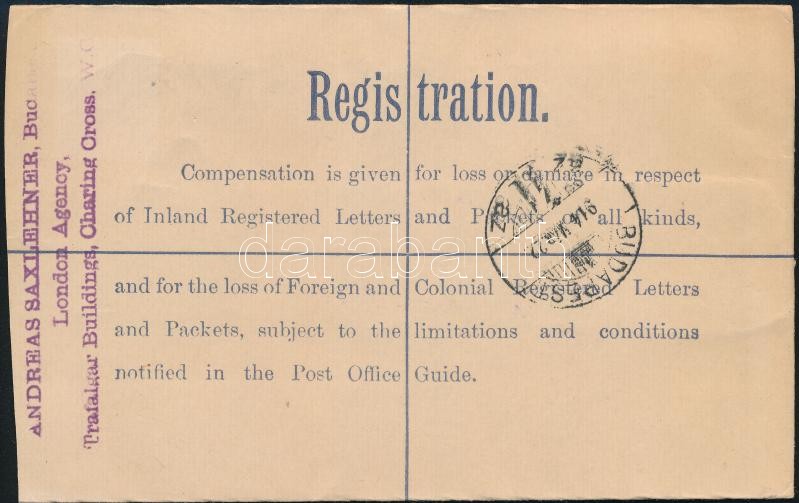 Registration.
Compensation is given for loss or damage in respect
of Inland Registered Letters and Packets of all kinds,
and for the loss of Foreign and Colonial Registered Letters
and Packets, subject to the limitations and conditions
notified in the Post Office Guide.
ANDREAS SAXLEHNER,
London Agency,
Trafalgar Buildings, Charing Cross. W.C
BUDAPEST
darabanth